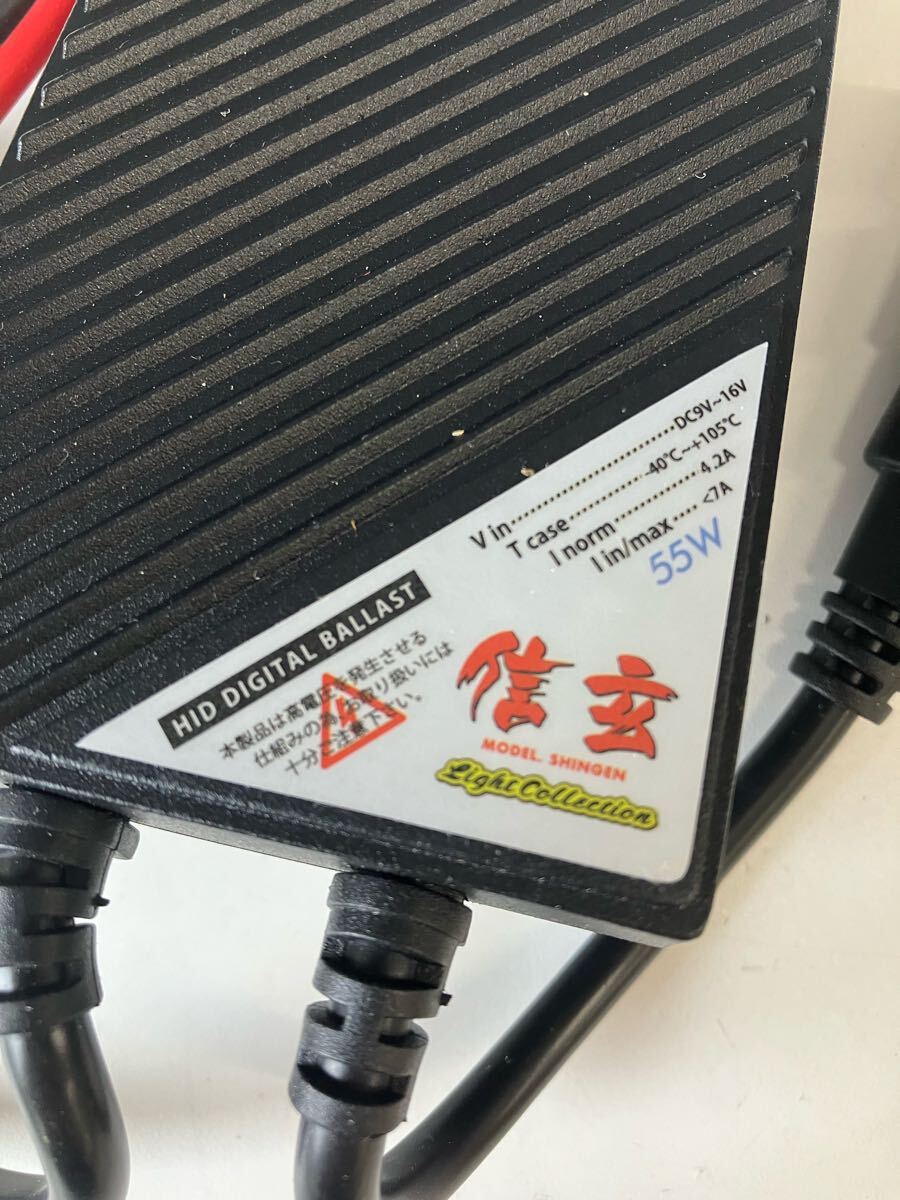 V in DC9V~16V
T case -40℃~+105℃
I norm 4.2A
I in/max <7A
55W
HID DIGITAL BALLAST
本製品は高電圧を発生させる
仕組みの為、お取り扱いには
十分ご注意下さい。
信玄
MODEL. SHINGEN
Light Collection